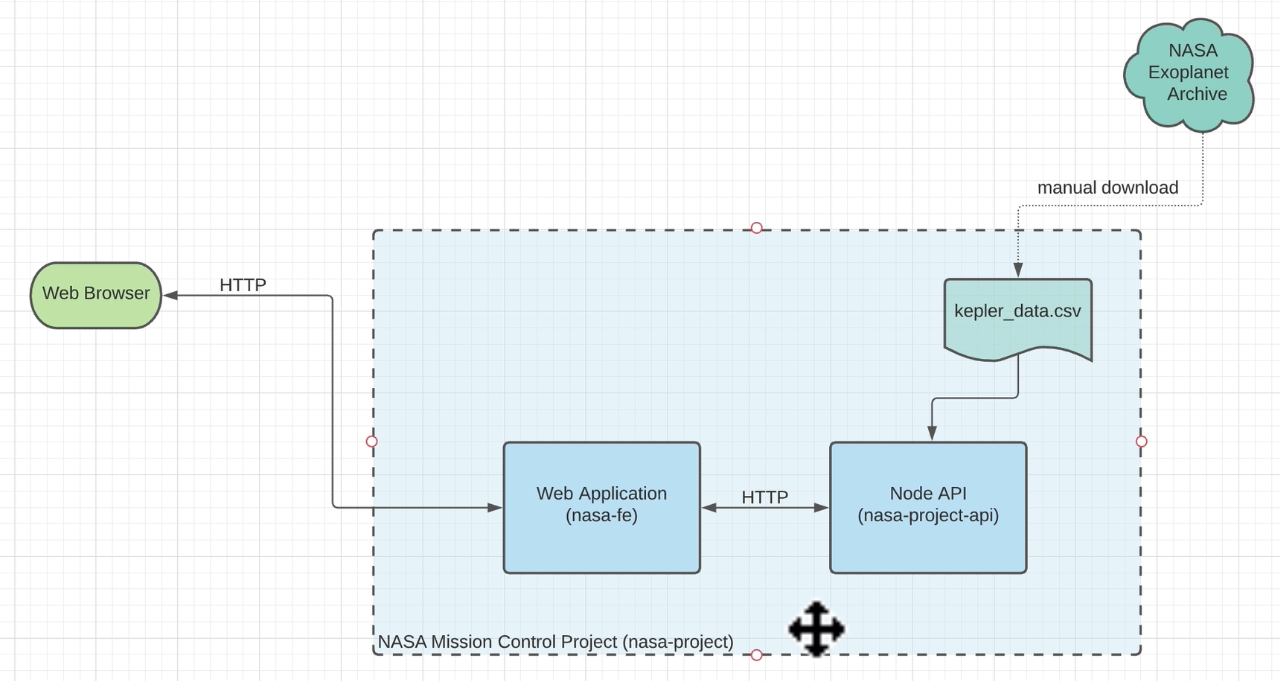 NASA
Exoplanet
Archive
manual download
HTTP
Web Browser
kepler_data.csv
Web Application
(nasa-fe)
HTTP
Node API
(nasa-project-api)
NASA Mission Control Project (nasa-project)